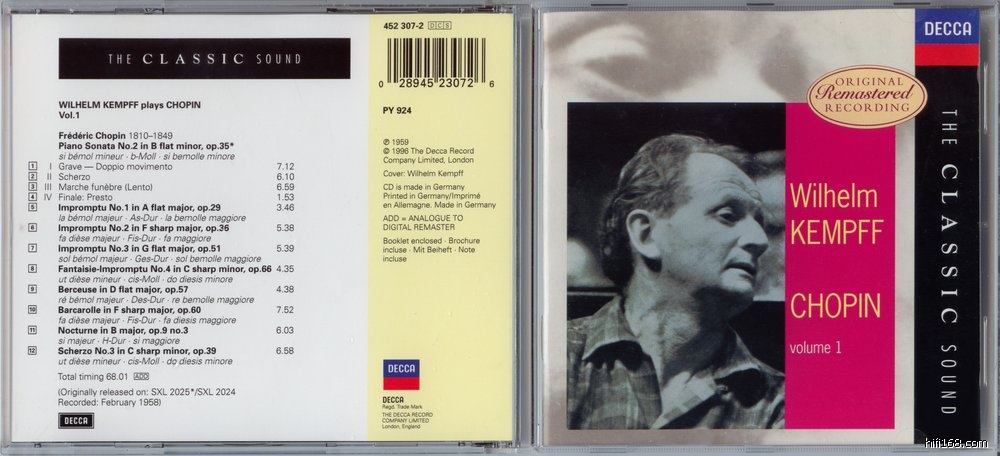 452 307-2 DCS
THE CLASSIC SOUND
0 28945 23072 6
WILHELM KEMPFF plays CHOPIN
Vol.1
PY 924
Frédéric Chopin 1810–1849
Piano Sonata No.2 in B flat minor, op.35*
si bémol mineur · b-Moll · si bemolle minore
1 I Grave — Doppio movimento 7.12
2 II Scherzo 6.10
3 III Marche funèbre (Lento) 6.59
4 IV Finale: Presto 1.53
5 Impromptu No.1 in A flat major, op.29 3.46
la bémol majeur · As-Dur · la bemolle maggiore
6 Impromptu No.2 in F sharp major, op.36 5.38
fa dièse majeur · Fis-Dur · fa maggiore
7 Impromptu No.3 in G flat major, op.51 5.39
sol bémol majeur · Ges-Dur · sol bemolle maggiore
8 Fantaisie-Impromptu No.4 in C sharp minor, op.66 4.35
ut dièse mineur · cis-Moll · do diesis minore
9 Berceuse in D flat major, op.57 4.38
ré bémol majeur · Des-Dur · re bemolle maggiore
10 Barcarolle in F sharp major, op.60 7.52
fa dièse majeur · Fis-Dur · fa diesis maggiore
11 Nocturne in B major, op.9 no.3 6.03
si majeur · H-Dur · si maggiore
12 Scherzo No.3 in C sharp minor, op.39 6.58
ut dièse mineur · cis-Moll · do diesis minore
Total timing 68.01 ADD
(Originally released on: SXL 2025*/SXL 2024
Recorded: February 1958)
DECCA
℗ 1959
© 1996 The Decca Record
Company Limited, London
Cover: Wilhelm Kempff
CD is made in Germany
Printed in Germany/Imprimé
en Allemagne. Made in Germany
ADD = ANALOGUE TO
DIGITAL REMASTER
Booklet enclosed · Brochure
incluse · Mit Beiheft · Note
incluse
DECCA
DECCA
Regd. Trade Mark
THE DECCA RECORD
COMPANY LIMITED
London, England
DECCA
ORIGINAL
Remastered
RECORDING
THE CLASSIC SOUND
Wilhelm
KEMPFF
CHOPIN
volume 1
hifi168.com